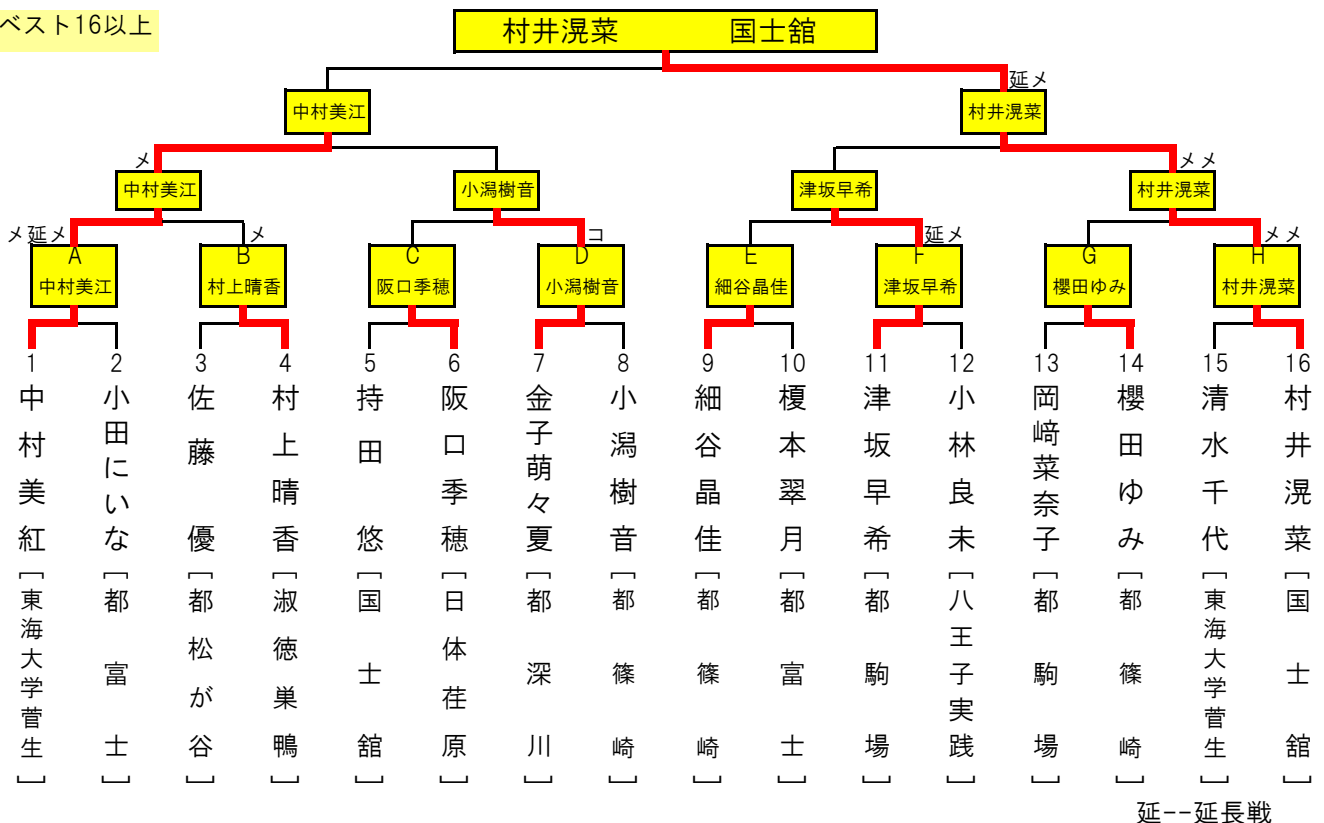 ベスト16以上
村井滉菜 国士舘
延メ
中村美江
村井滉菜
メ
メメ
中村美江
小潟樹音
津坂早希
村井滉菜
メ延メ
メ
コ
延メ
メメ
A
B
C
D
E
F
G
H
中村美江
村上晴香
阪口季穂
小潟樹音
細谷晶佳
津坂早希
櫻田ゆみ
村井滉菜
1
2
3
4
5
6
7
8
9
10
11
12
13
14
15
16
中村美紅[東海大学菅生]
小田にいな[都富士]
佐藤優[都松が谷]
村上晴香[淑徳巣鴨]
持田悠[国士舘]
阪口季穂[日体荏原]
金子萌々夏[都深川]
小潟樹音[都篠崎]
細谷晶佳[都篠崎]
榎本翠月[都富士]
津坂早希[都駒場]
小林良未[八王子実践]
岡﨑菜奈子[都駒場]
櫻田ゆみ[都篠崎]
清水千代[東海大学菅生]
村井滉菜[国士舘]
延--延長戦